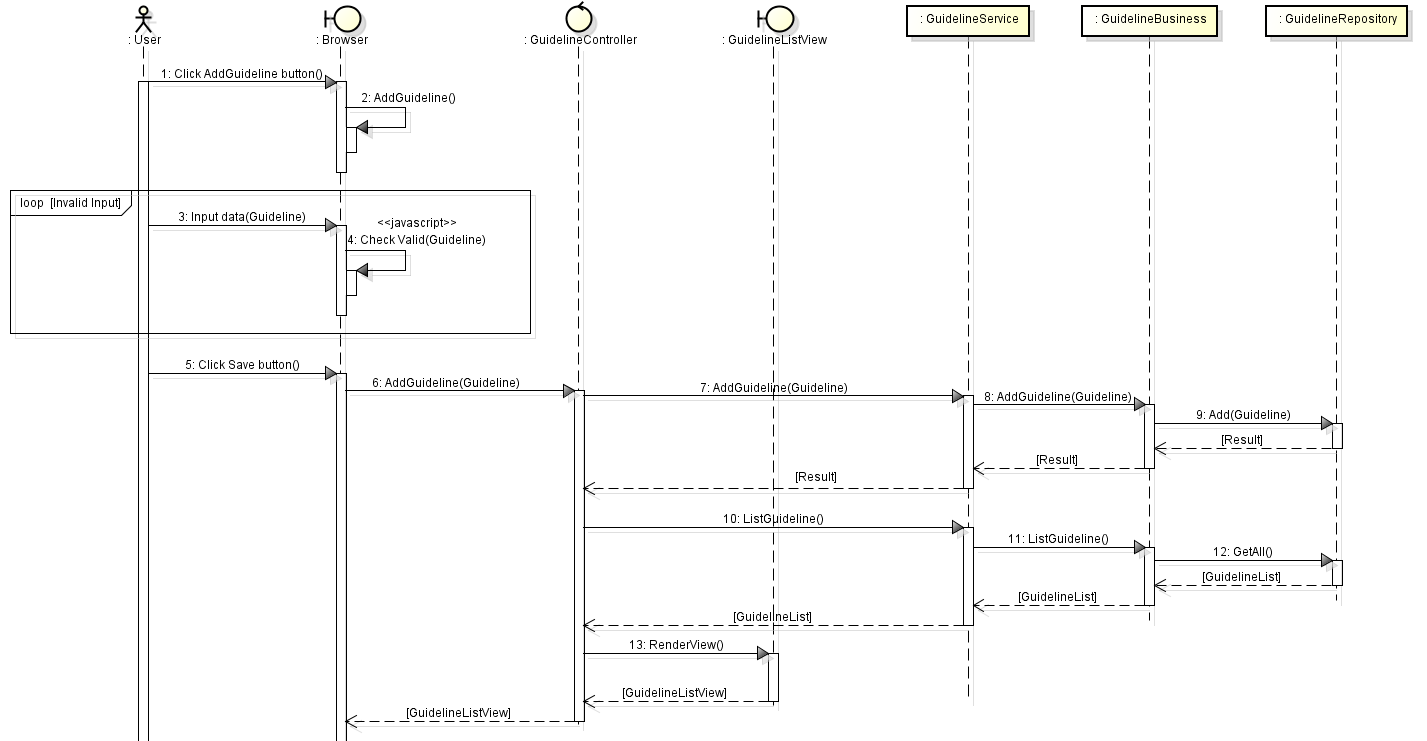 : User
: Browser
: GuidelineController
: GuidelineListView
: GuidelineService
: GuidelineBusiness
: GuidelineRepository
1: Click AddGuideline button()
2: AddGuideline()
loop [Invalid Input]
3: Input data(Guideline)
<<javascript>>
4: Check Valid(Guideline)
5: Click Save button()
6: AddGuideline(Guideline)
7: AddGuideline(Guideline)
8: AddGuideline(Guideline)
9: Add(Guideline)
[Result]
[Result]
[Result]
10: ListGuideline()
11: ListGuideline()
12: GetAll()
[GuidelineList]
[GuidelineList]
[GuidelineList]
13: RenderView()
[GuidelineListView]
[GuidelineListView]